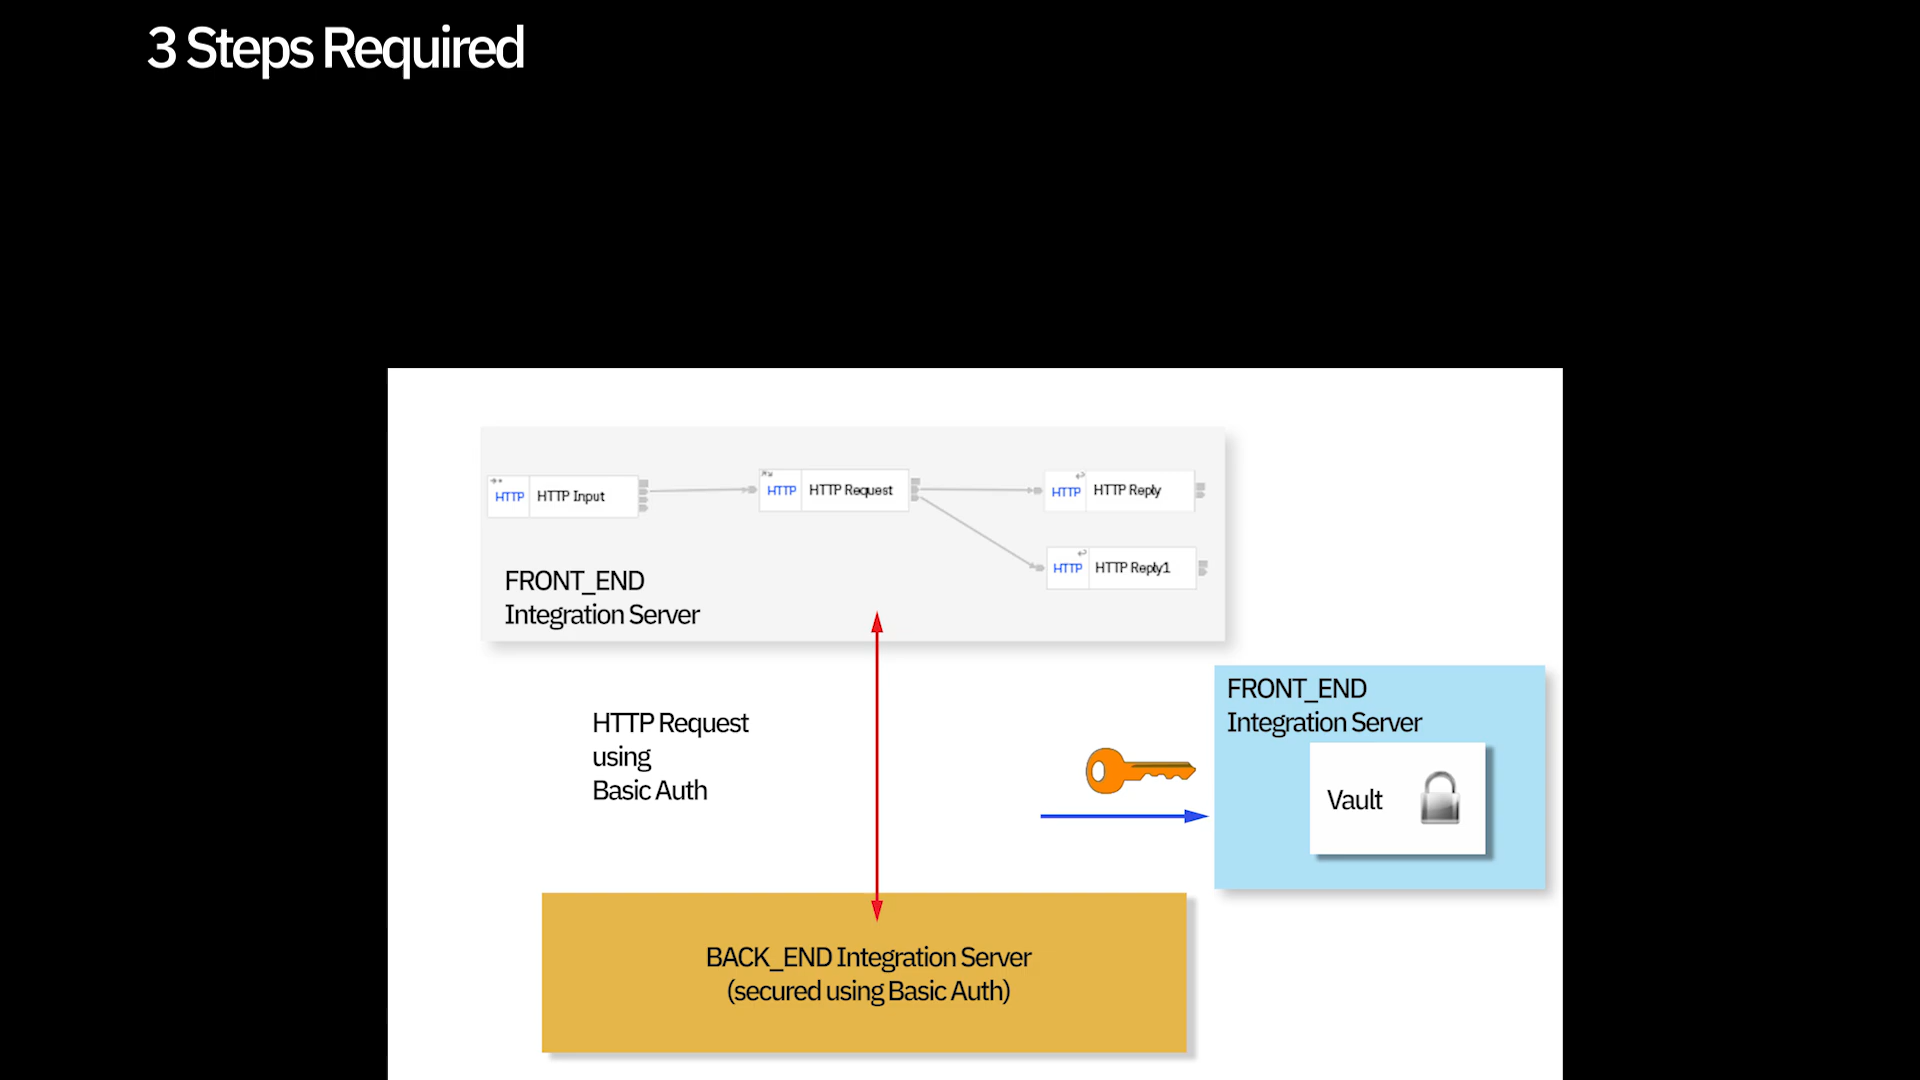 3 Steps Required
HTTP HTTP Input
HTTP HTTP Request
HTTP HTTP Reply
HTTP HTTP Reply1
FRONT_END
Integration Server
HTTP Request
using
Basic Auth
FRONT_END
Integration Server
Vault
BACK_END Integration Server
(secured using Basic Auth)